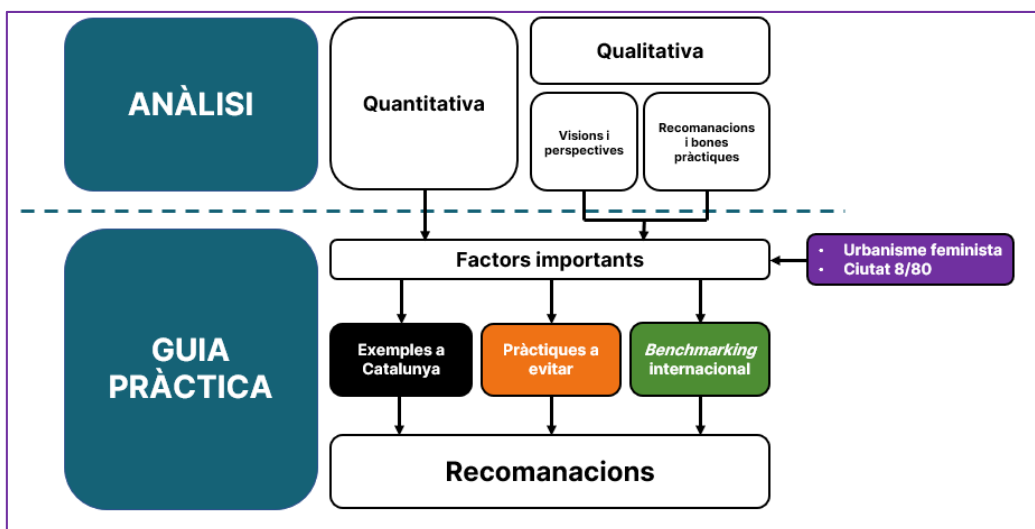 ANÀLISI
Quantitativa
Qualitativa
Visions i
perspectives
Recomanacions
i bones
pràctiques
GUIA
PRÀCTICA
Factors importants
• Urbanisme feminista
• Ciutat 8/80
Exemples a
Catalunya
Pràctiques a
evitar
Benchmarking
internacional
Recomanacions